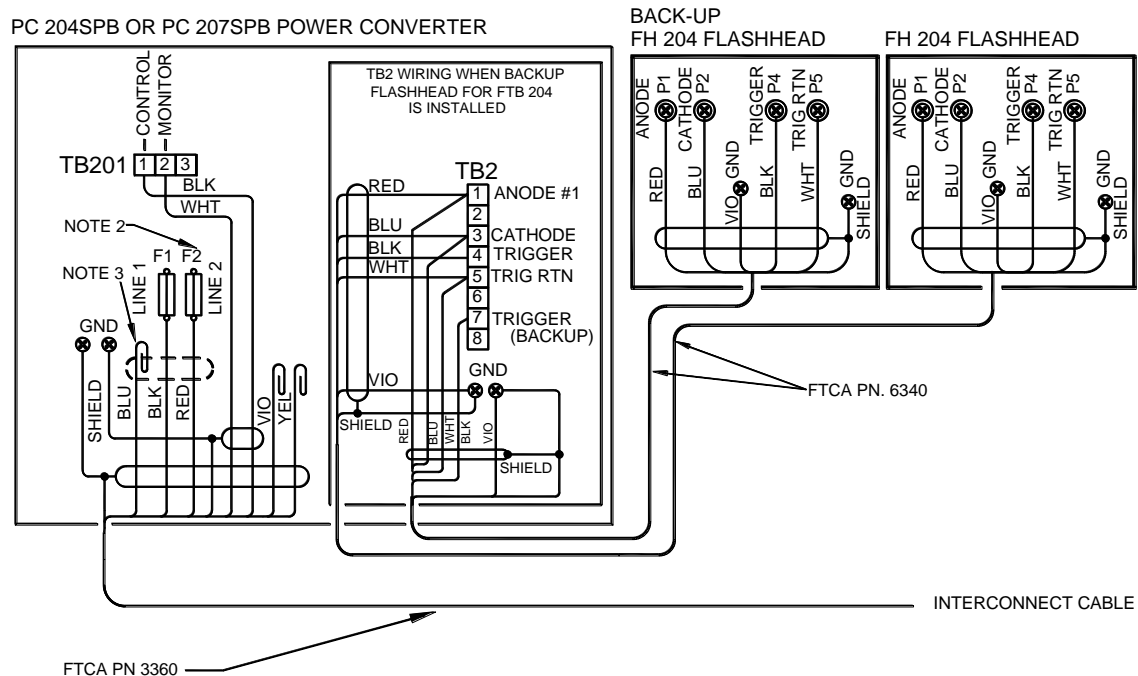 PC 204SPB OR PC 207SPB POWER CONVERTER
BACK-UP
FH 204 FLASHHEAD
FH 204 FLASHHEAD
TB2 WIRING WHEN BACKUP
FLASHHEAD FOR FTB 204
IS INSTALLED
CONTROL
MONITOR
TB201
1 2 3
BLK
WHT
NOTE 2
F1 F2
NOTE 3
LINE 1
LINE 2
GND
SHIELD
BLU
BLK
RED
VIO
YEL
TB2
RED
1 ANODE #1
2
BLU
3 CATHODE
BLK
4 TRIGGER
WHT
5 TRIG RTN
6
7 TRIGGER
(BACKUP)
8
VIO
GND
SHIELD
RED
BLU
WHT
BLK
VIO
SHIELD
ANODE
P1
CATHODE
P2
TRIGGER
P4
TRIG RTN
P5
RED
BLU
VIO
GND
BLK
WHT
GND
SHIELD
ANODE
P1
CATHODE
P2
TRIGGER
P4
TRIG RTN
P5
RED
BLU
VIO
GND
BLK
WHT
GND
SHIELD
FTCA PN. 6340
INTERCONNECT CABLE
FTCA PN 3360